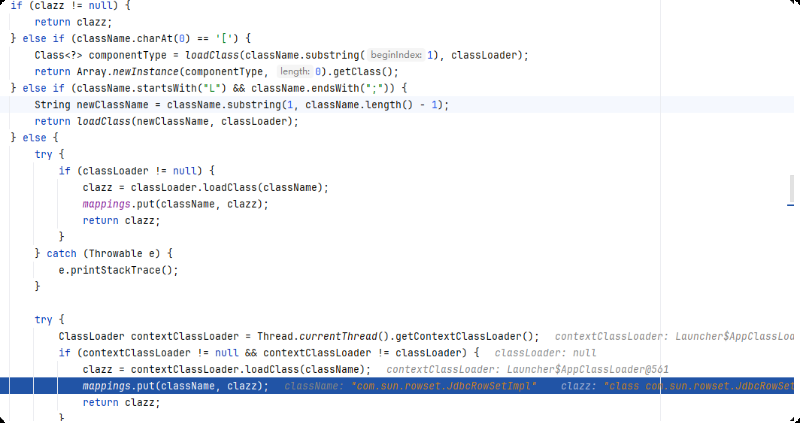 if (clazz != null) {
return clazz;
} else if (className.charAt(0) == '[') {
Class<?> componentType = loadClass(className.substring( beginIndex: 1), classLoader);
return Array.newInstance(componentType, length: 0).getClass();
} else if (className.startsWith("L") && className.endsWith(";")) {
String newClassName = className.substring(1, className.length() - 1);
return loadClass(newClassName, classLoader);
} else {
try {
if (classLoader != null) {
clazz = classLoader.loadClass(className);
mappings.put(className, clazz);
return clazz;
}
} catch (Throwable e) {
e.printStackTrace();
}
try {
ClassLoader contextClassLoader = Thread.currentThread().getContextClassLoader(); contextClassLoader: Launcher$AppClassLoa
if (contextClassLoader != null && contextClassLoader != classLoader) { classLoader: null
clazz = contextClassLoader.loadClass(className); contextClassLoader: Launcher$AppClassLoader@561
mappings.put(className, clazz); className: "com.sun.rowset.JdbcRowSetImpl" clazz: "class com.sun.rowset.JdbcRowSet
return clazz;
}